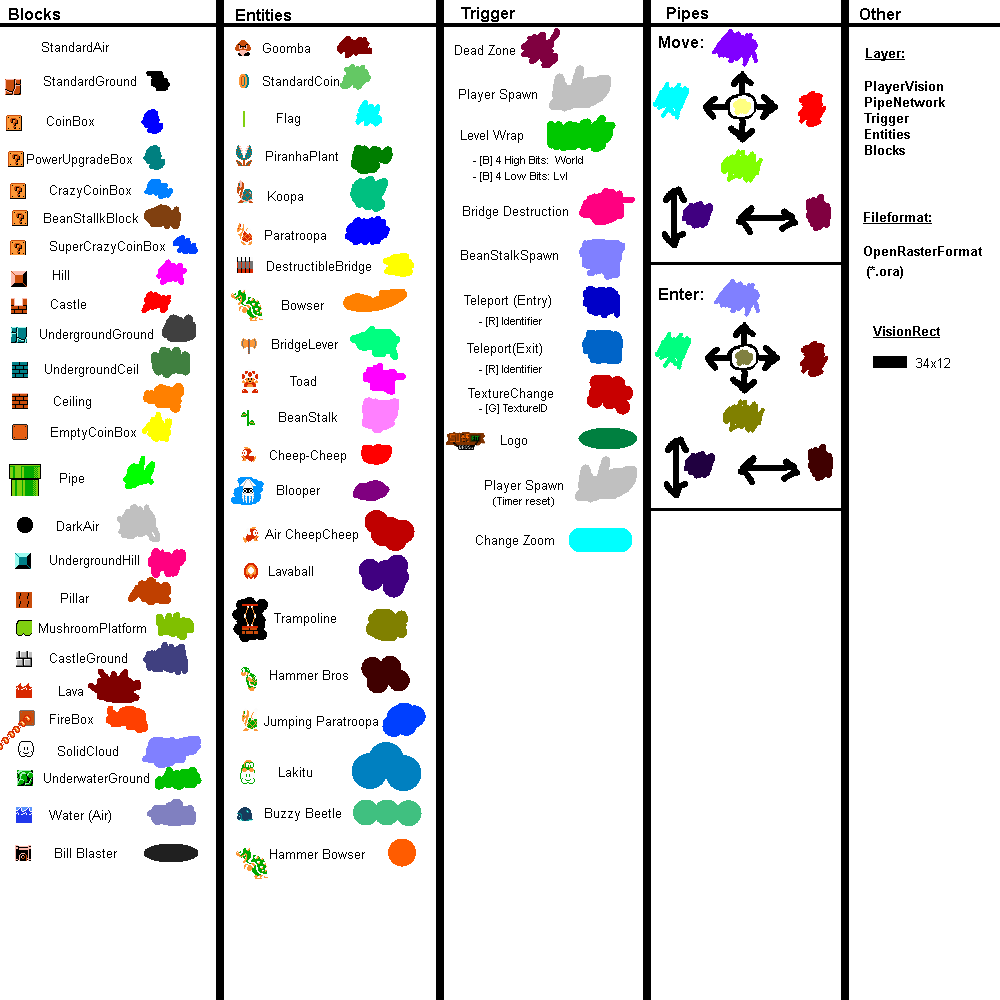 Blocks
StandardAir
StandardGround
CoinBox
PowerUpgradeBox
CrazyCoinBox
BeanStallkBlock
SuperCrazyCoinBox
Hill
Castle
UndergroundGround
UndergroundCeil
Ceiling
EmptyCoinBox
Pipe
DarkAir
UndergroundHill
Pillar
MushroomPlatform
CastleGround
Lava
FireBox
SolidCloud
UnderwaterGround
Water (Air)
Bill Blaster
Entities
Goomba
StandardCoin
Flag
PiranhaPlant
Koopa
Paratroopa
DestructibleBridge
Bowser
BridgeLever
Toad
BeanStalk
Cheep-Cheep
Blooper
Air CheepCheep
Lavaball
Trampoline
Hammer Bros
Jumping Paratroopa
Lakitu
Buzzy Beetle
Hammer Bowser
Trigger
Dead Zone
Player Spawn
Level Wrap
- [B] 4 High Bits: World
- [B] 4 Low Bits: Lvl
Bridge Destruction
BeanStalkSpawn
Teleport (Entry)
- [R] Identifier
Teleport(Exit)
- [R] Identifier
TextureChange
- [G] TextureID
Logo
Player Spawn
(Timer reset)
Change Zoom
Pipes
Move:
Enter:
Other
Layer:
PlayerVision
PipeNetwork
Trigger
Entities
Blocks
Fileformat:
OpenRasterFormat
(*.ora)
VisionRect
34x12